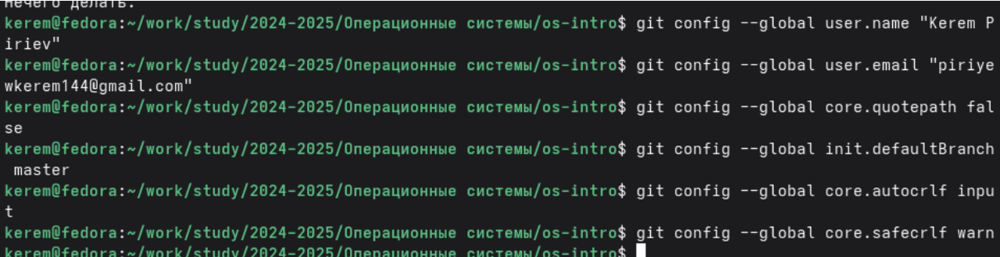 нечего делать.
kerem@fedora:~/work/study/2024-2025/Операционные системы/os-intro$ git config --global user.name "Kerem P
iriev"
kerem@fedora:~/work/study/2024-2025/Операционные системы/os-intro$ git config --global user.email "piriye
wkerem144@gmail.com"
kerem@fedora:~/work/study/2024-2025/Операционные системы/os-intro$ git config --global core.quotepath fal
se
kerem@fedora:~/work/study/2024-2025/Операционные системы/os-intro$ git config --global init.defaultBranch
 master
kerem@fedora:~/work/study/2024-2025/Операционные системы/os-intro$ git config --global core.autocrlf inpu
t
kerem@fedora:~/work/study/2024-2025/Операционные системы/os-intro$ git config --global core.safecrlf warn
kerem@fedora:~/work/study/2024-2025/Операционные системы/os-intro$